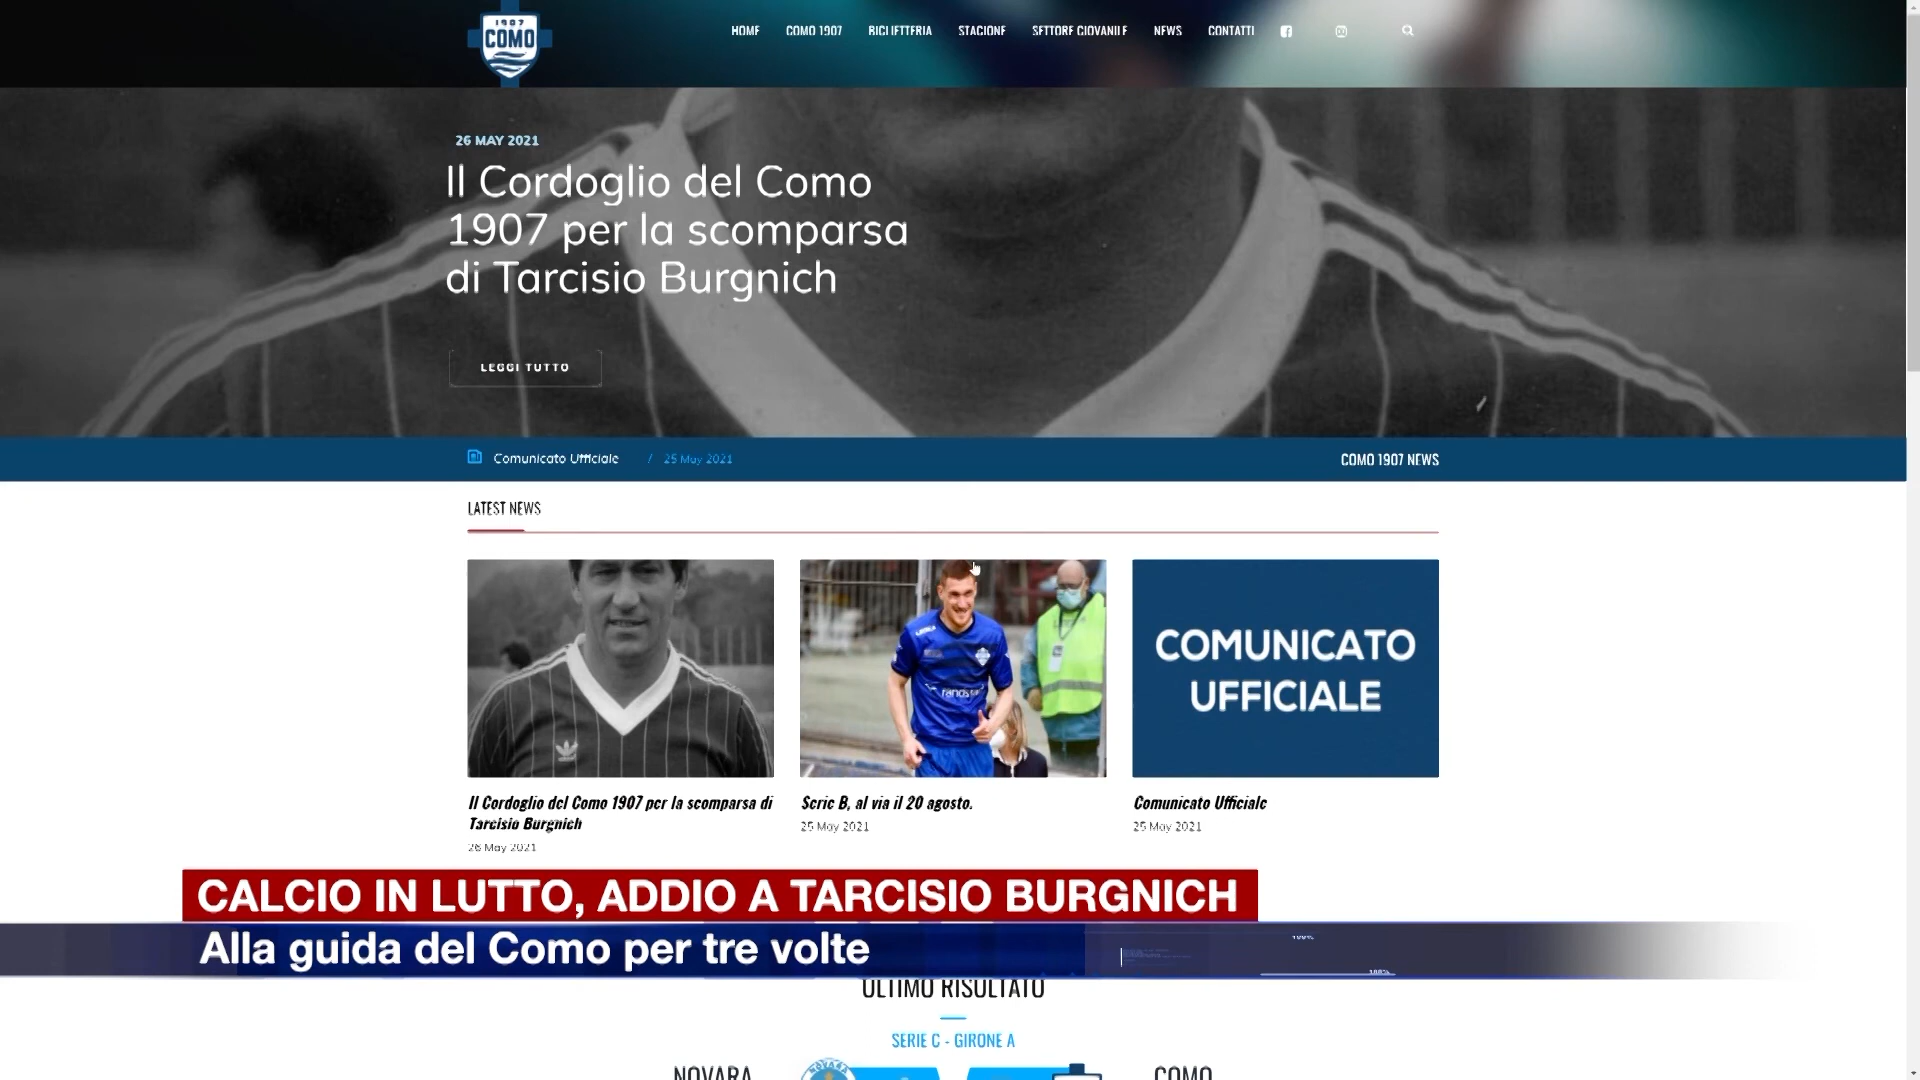 1907
COMO
HOME COMO 1907 BIGLIETTERIA STAGIONE SETTORE GIOVANILE NEWS CONTATTI
26 MAY 2021
Il Cordoglio del Como
1907 per la scomparsa
di Tarcisio Burgnich
LEGGI TUTTO
Comunicato Ufficiale / 25 May 2021
COMO 1907 NEWS
LATEST NEWS
COMUNICATO
UFFICIALE
Il Cordoglio del Como 1907 per la scomparsa di
Tarcisio Burgnich
26 May 2021
Serie B, al via il 20 agosto.
25 May 2021
Comunicato Ufficiale
25 May 2021
CALCIO IN LUTTO, ADDIO A TARCISIO BURGNICH
Alla guida del Como per tre volte
100%
100%
ULTIMO RISULTATO
SERIE C - GIRONE A
NOVARA
NOVARA
COMO